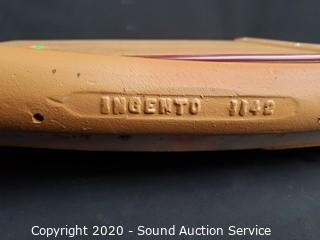 INGENTO 1142
Copyright 2020 - Sound Auction Service